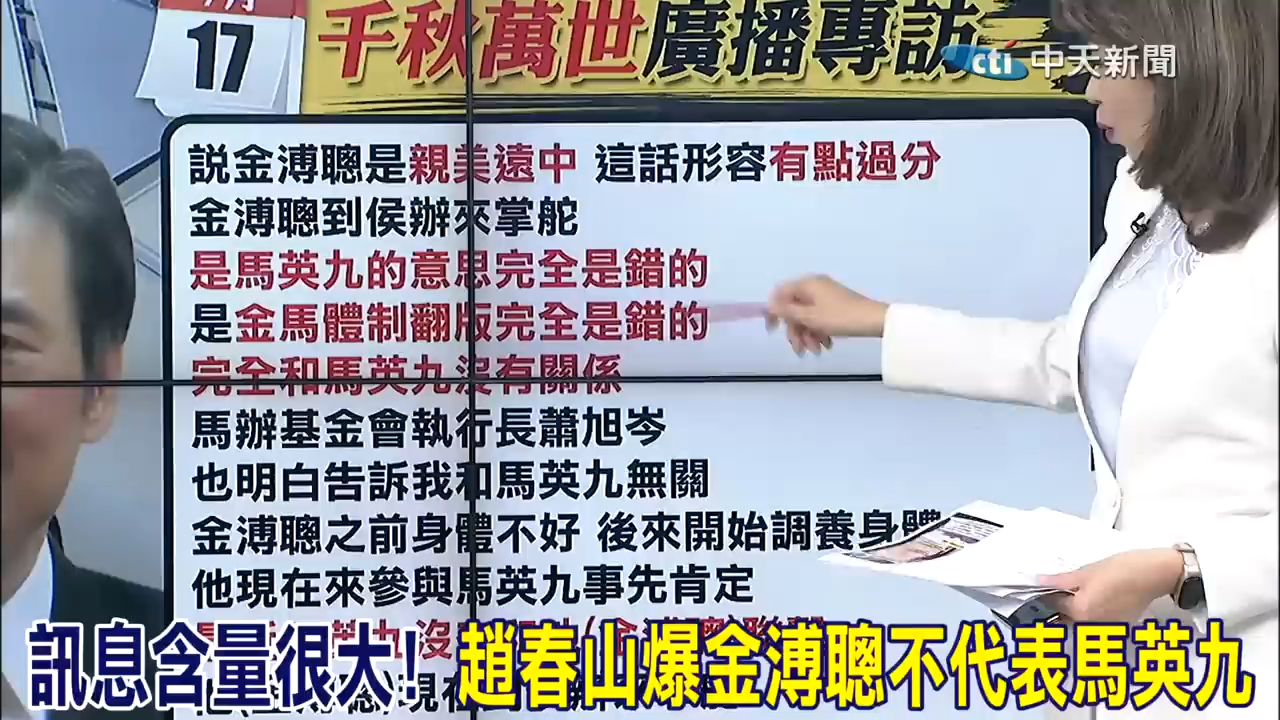 17
千秋萬世廣播專訪
cti 中天新聞
說金溥聰是親美遠中 這話形容有點過分
金溥聰到侯辦來掌舵
是馬英九的意思完全是錯的
是金馬體制翻版完全是錯的
完全和馬英九沒有關係
馬辦基金會執行長蕭旭岑
也明白告訴我和馬英九無關
金溥聰之前身體不好 後來開始調養身體
他現在來參與馬英九事先肯定
訊息含量很大! 趙春山爆金溥聰不代表馬英九